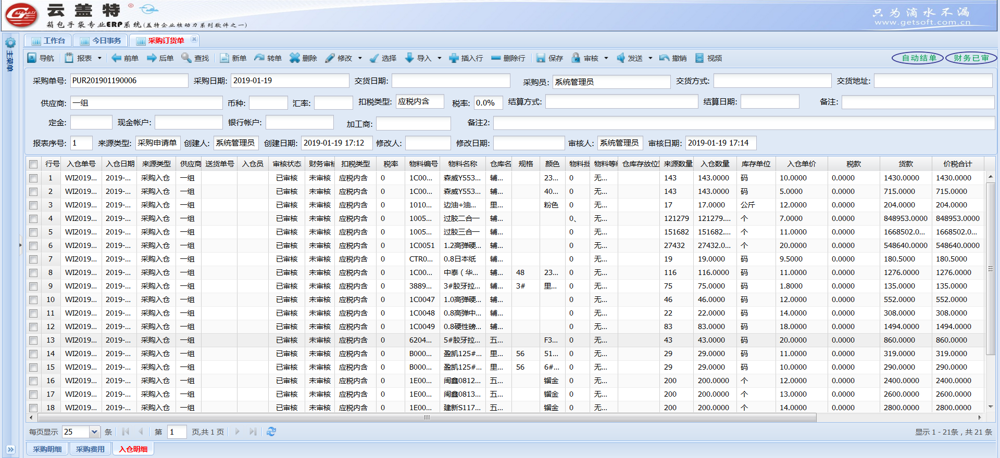 Getsoft 云盖特 ®
箱包手袋专业ERP系统(盖特企业核动力系列软件之一)
只为滴水不漏
www.getsoft.com.cn
主菜单
工作台 今日事务 采购订货单
导航 报表 前单 后单 查找 新单 转单 删除 修改 选择 导入 插入行 删除行 保存 审核 发送 撤销 视频 自动结单 财务已审
采购单号: PUR201901190006 采购日期: 2019-01-19 交货日期: 采购员: 系统管理员 交货方式: 交货地址:
供应商: 一组 币种: 汇率: 扣税类型: 应税内含 税率: 0.0% 结算方式: 结算日期: 备注:
定金: 现金帐户: 银行帐户: 加工商: 备注2:
报表序号: 1 来源类型: 采购申请单 创建人: 系统管理员 创建日期: 2019-01-19 17:12 修改人: 修改日期: 审核人: 系统管理员 审核日期: 2019-01-19 17:14
行号 入仓单号 入仓日期 来源类型 供应商 送货单号 入仓员 审核状态 财务审核 扣税类型 税率 物料编号 物料名称 仓库名 规格 颜色 物料批 物料等级 仓库存放位 来源数量 入仓数量 库存单位 入仓单价 税款 货款 价税合计
1 WI2019... 2019-... 采购入仓 一组 已审核 未审核 应税内含 0 1C00... 森威Y553... 辅... 23... 0 无... 143 143.0000 码 10.0000 0.0000 1430.0000 1430.0000
2 WI2019... 2019-... 采购入仓 一组 已审核 未审核 应税内含 0 1C00... 森威Y553... 辅... 40... 0 无... 143 143.0000 码 5.0000 0.0000 715.0000 715.0000
3 WI2019... 2019-... 采购入仓 一组 已审核 未审核 应税内含 0 1010... 边油+油... 里... 粉色 0 无... 17 17.0000 公斤 12.0000 0.0000 204.0000 204.0000
4 WI2019... 2019-... 采购入仓 一组 已审核 未审核 应税内含 0 1005... 过胶二合一 辅... 0、 无... 121279 121279.... 个 7.0000 0.0000 848953.0000 848953.0000
5 WI2019... 2019-... 采购入仓 一组 已审核 未审核 应税内含 0 1005... 过胶三合一 辅... 0 无... 151682 151682.... 个 11.0000 0.0000 1668502.0... 1668502.0...
6 WI2019... 2019-... 采购入仓 一组 已审核 未审核 应税内含 0 1C0051 1.2高弹硬... 辅... 0 无... 27432 27432.0... 个 20.0000 0.0000 548640.0000 548640.0000
7 WI2019... 2019-... 采购入仓 一组 已审核 未审核 应税内含 0 CTR0... 0.8日本纸 辅... 0 无... 19 19.0000 码 9.5000 0.0000 180.5000 180.5000
8 WI2019... 2019-... 采购入仓 一组 已审核 未审核 应税内含 0 1C00... 中泰（华... 辅... 48 23... 0 无... 116 116.0000 码 11.0000 0.0000 1276.0000 1276.0000
9 WI2019... 2019-... 采购入仓 一组 已审核 未审核 应税内含 0 3889... 3#胶牙拉... 辅... 3# 里... 0 无... 75 75.0000 码 1.8000 0.0000 135.0000 135.0000
10 WI2019... 2019-... 采购入仓 一组 已审核 未审核 应税内含 0 1C0047 1.0高弹硬... 辅... 0 无... 46 46.0000 码 12.0000 0.0000 552.0000 552.0000
11 WI2019... 2019-... 采购入仓 一组 已审核 未审核 应税内含 0 1C0048 0.8高弹中... 辅... 0 无... 22 22.0000 码 14.0000 0.0000 308.0000 308.0000
12 WI2019... 2019-... 采购入仓 一组 已审核 未审核 应税内含 0 1C0049 0.8硬性磅... 辅... 0 无... 83 83.0000 码 18.0000 0.0000 1494.0000 1494.0000
13 WI2019... 2019-... 采购入仓 一组 已审核 未审核 应税内含 0 6204... 5#胶牙拉... 五... F3... 0 无... 43 43.0000 码 20.0000 0.0000 860.0000 860.0000
14 WI2019... 2019-... 采购入仓 一组 已审核 未审核 应税内含 0 B000... 盈凯125#... 里... 56 51... 0 无... 29 29.0000 码 11.0000 0.0000 319.0000 319.0000
15 WI2019... 2019-... 采购入仓 一组 已审核 未审核 应税内含 0 B000... 盈凯125#... 里... 56 6#... 0 无... 29 29.0000 码 10.0000 0.0000 290.0000 290.0000
16 WI2019... 2019-... 采购入仓 一组 已审核 未审核 应税内含 0 1E00... 闽鑫0812... 五... 镏金 0 无... 200 200.0000 个 12.0000 0.0000 2400.0000 2400.0000
17 WI2019... 2019-... 采购入仓 一组 已审核 未审核 应税内含 0 1E00... 闽鑫0813... 五... 镏金 0 无... 200 200.0000 个 13.0000 0.0000 2600.0000 2600.0000
18 WI2019... 2019-... 采购入仓 一组 已审核 未审核 应税内含 0 1E00... 建新S117... 五... 镏金 0 无... 200 200.0000 个 14.0000 0.0000 2800.0000 2800.0000
每页显示 25 条 第 1 页,共 1 页 显示 1 - 21条，共 21 条
采购明细 采购费用 入仓明细